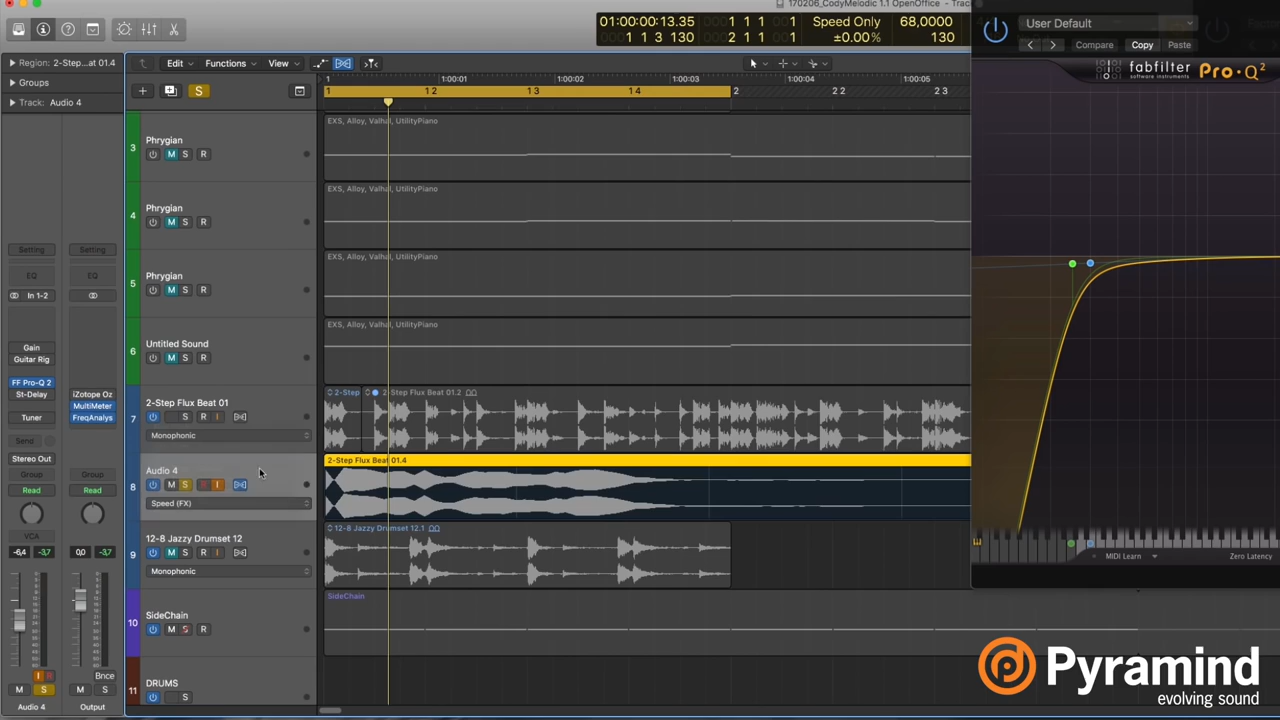 170206_CodyMelodic 1.1 OpenOffice - Trac
01:00:00:13.35
1 1 3 130
1 1 1 1
2 1 1 1
Speed Only
±0.00%
68,0000
130
Region: 2-Step...at 01.4
Groups
Track: Audio 4
Edit
Functions
View
S
1
1:00:01
1:00:02
1:00:03
1:00:04
1:00:05
1
1 2
1 3
1 4
2
2 2
2 3
User Default
Compare
Copy
Paste
fabfilter
software instruments
Pro·Q²
3
Phrygian
M S R
EXS, Alloy, Valhal, UtilityPiano
4
Phrygian
M S R
EXS, Alloy, Valhal, UtilityPiano
5
Phrygian
M S R
EXS, Alloy, Valhal, UtilityPiano
6
Untitled Sound
M S R
EXS, Alloy, Valhal, UtilityPiano
7
2-Step Flux Beat 01
S R I
Monophonic
2-Step
2-Step Flux Beat 01.2
8
Audio 4
M S R I
Speed (FX)
2-Step Flux Beat 01.4
9
12-8 Jazzy Drumset 12
M S R I
Monophonic
12-8 Jazzy Drumset 12.1
10
SideChain
M S R
SideChain
11
DRUMS
S
Setting
Setting
EQ
EQ
In 1-2
Gain
Guitar Rig
FF Pro-Q 2
St-Delay
Tuner
iZotope Oz
MultiMeter
FreqAnalys
Send
Stereo Out
Group
Group
Read
Read
VCA
-6,4
-3,7
0,0
-3,7
I R
Bnce
M S
M S
Audio 4
Output
MIDI Learn
Zero Latency
Pyramind
evolving sound